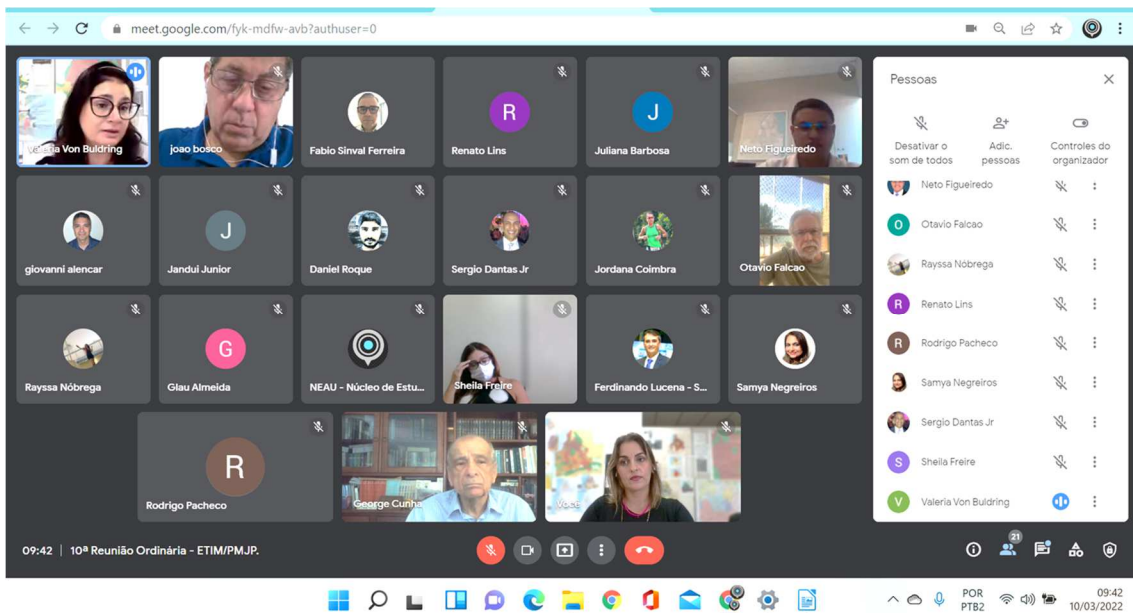 meet.google.com/fyk-mdfw-avb?authuser=0
Valeria Von Buldring
joao bosco
Fabio Sinval Ferreira
R
Renato Lins
J
Juliana Barbosa
Neto Figueiredo
giovanni alencar
J
Jandui Junior
Daniel Roque
Sergio Dantas Jr
Jordana Coimbra
Otavio Falcao
Rayssa Nóbrega
G
Glau Almeida
NEAU - Núcleo de Estu...
Sheila Freire
Ferdinando Lucena - S...
Samya Negreiros
R
Rodrigo Pacheco
George Cunha
Você
Pessoas
Desativar o
som de todos
Adic.
pessoas
Controles do
organizador
Neto Figueiredo
O Otavio Falcao
Rayssa Nóbrega
R Renato Lins
R Rodrigo Pacheco
Samya Negreiros
Sergio Dantas Jr
S Sheila Freire
V Valeria Von Buldring
09:42 | 10ª Reunião Ordinária - ETIM/PMJP.
21
POR
PTB2
09:42
10/03/2022